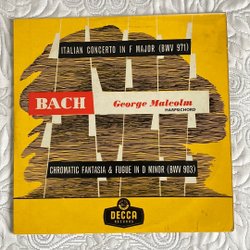 ITALIAN CONCERTO IN F MAJOR (BWV 971)
BACH
George Malcolm
HARPSICHORD
CHROMATIC FANTASIA & FUGUE IN D MINOR (BWV 903)
DECCA
RECORDS